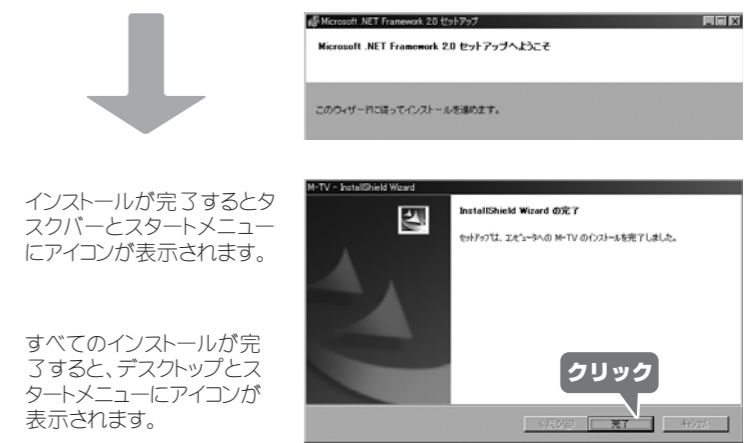 Microsoft .NET Framework 2.0 セットアップ
Microsoft .NET Framework 2.0 セットアップへようこそ
このウィザードに従ってインストールを進めます。
インストールが完了するとタ
スクバーとスタートメニュー
にアイコンが表示されます。
すべてのインストールが完
了すると、デスクトップとス
タートメニューにアイコンが
表示されます。
M-TV - InstallShield Wizard
InstallShield Wizard の完了
セットアップは、コンピュータへの M-TV のインストールを完了しました。
クリック
< 戻る(B)
完了
キャンセル